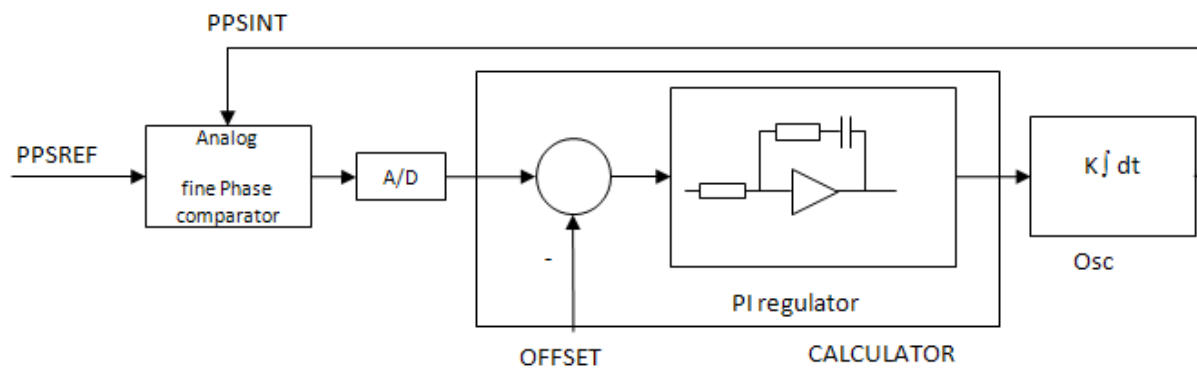 PPSINT
PPSREF
Analog
fine Phase
comparator
A/D
K∫ dt
Osc
-
PI regulator
OFFSET
CALCULATOR